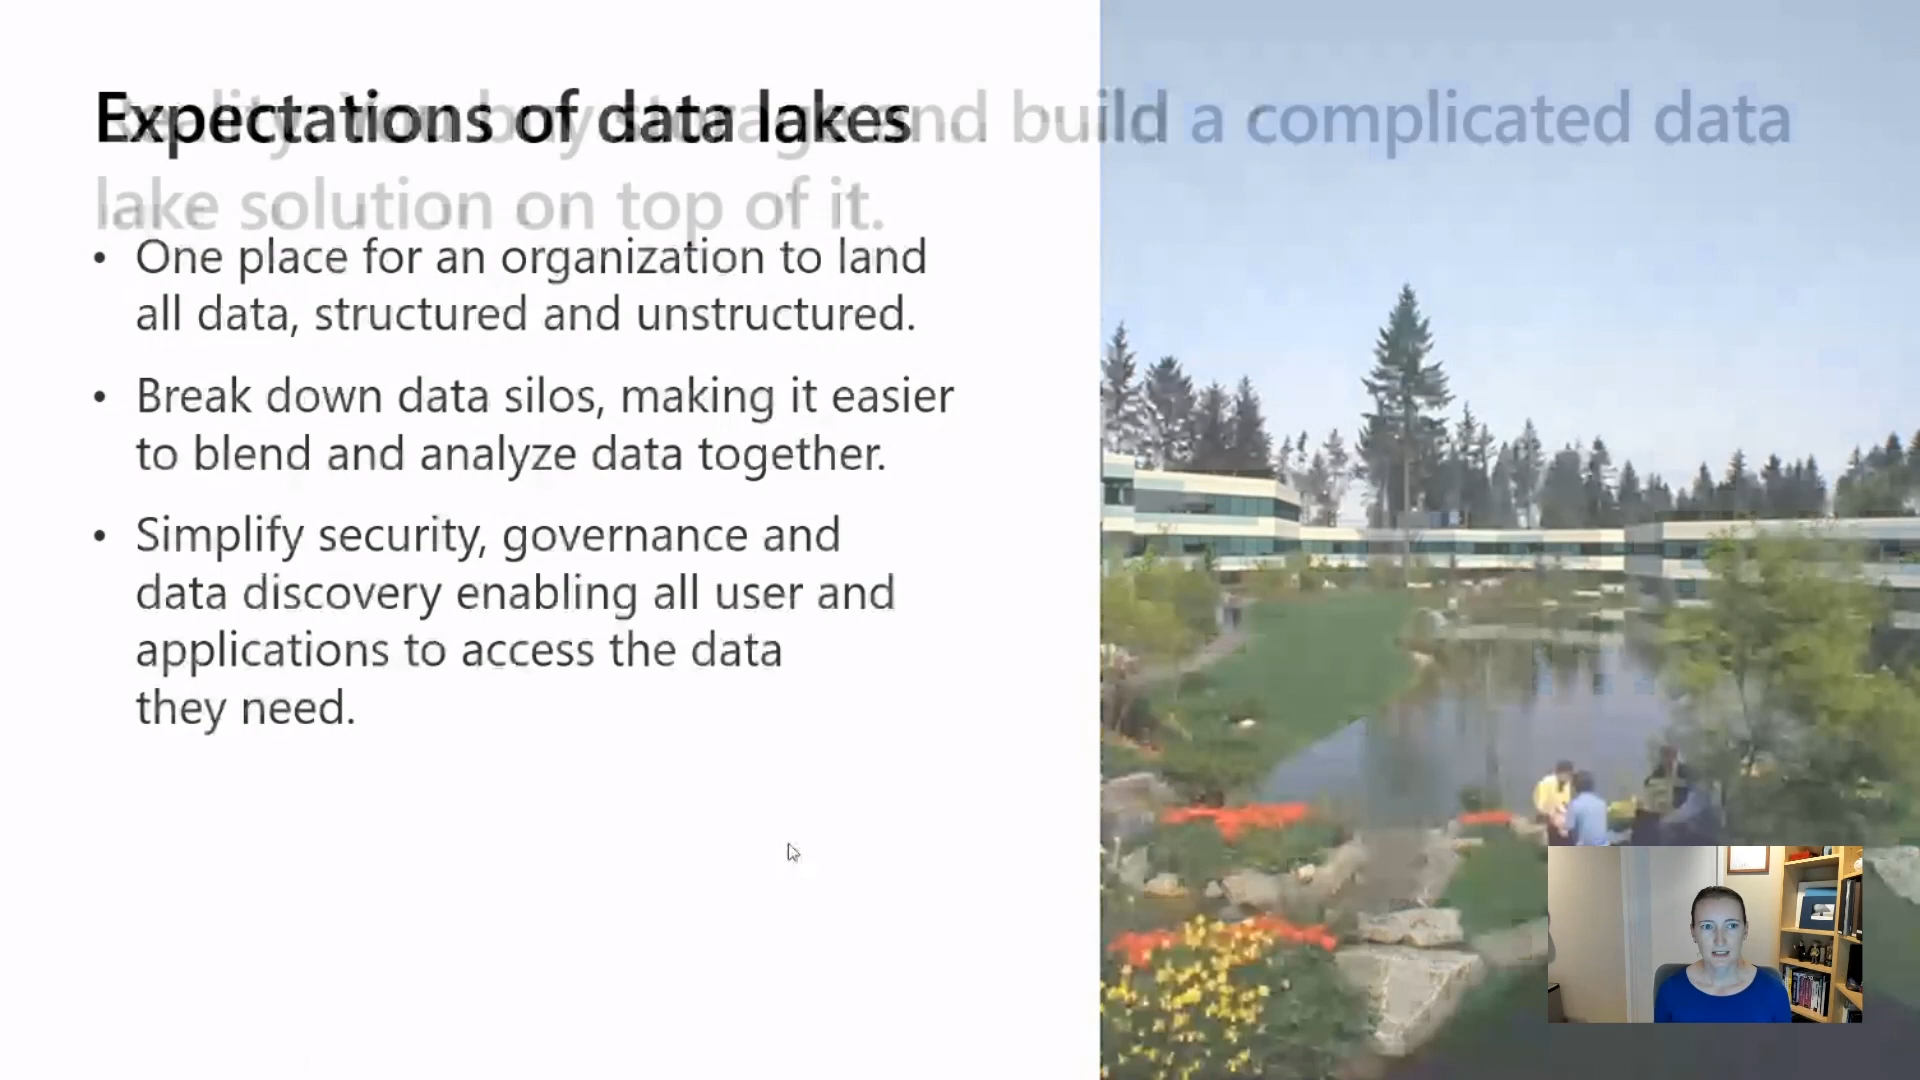 Expectations of data lakes
and build a complicated data
lake solution on top of it.
• One place for an organization to land
all data, structured and unstructured.
• Break down data silos, making it easier
to blend and analyze data together.
• Simplify security, governance and
data discovery enabling all user and
applications to access the data
they need.